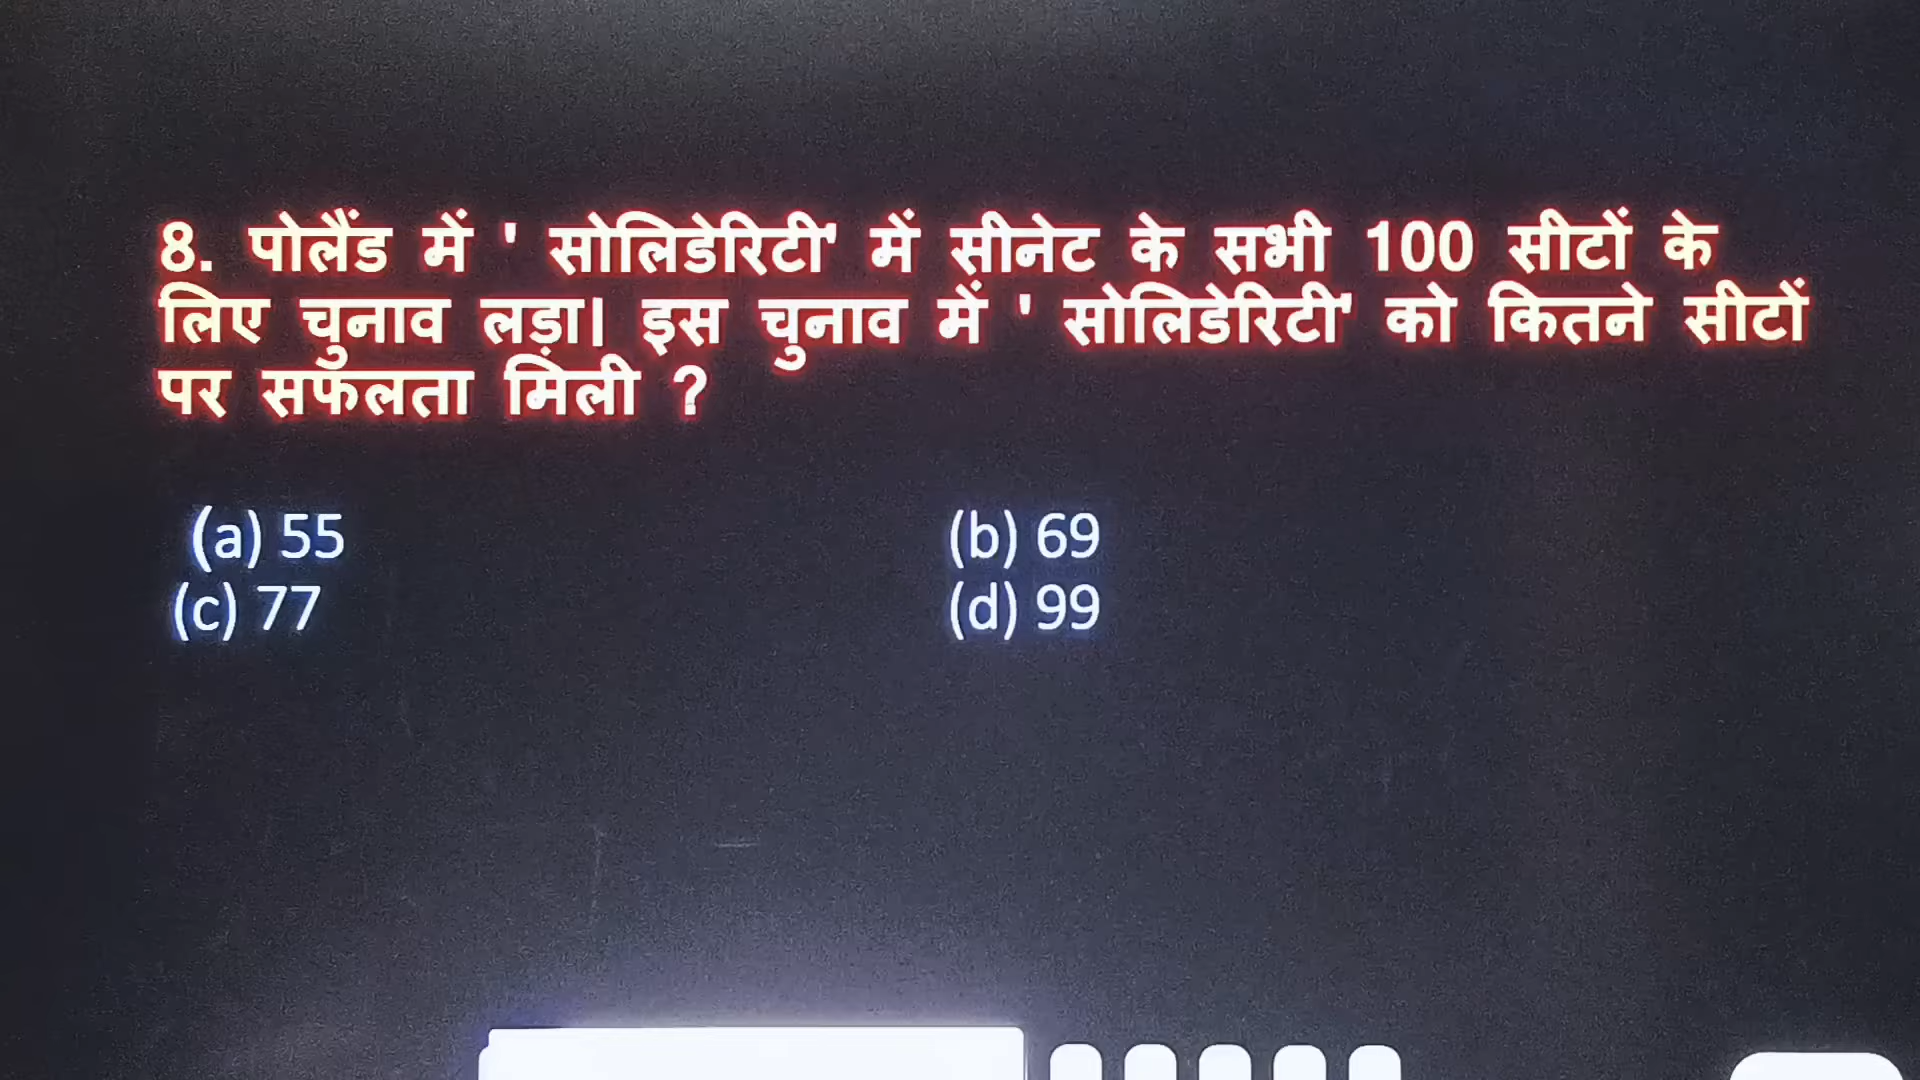 8. पोलैंड में ' सोलिडेरिटी' में सीनेट के सभी 100 सीटों के
लिए चुनाव लड़ा। इस चुनाव में ' सोलिडेरिटी' को कितने सीटों
पर सफलता मिली ?
(a) 55 (b) 69
(c) 77 (d) 99